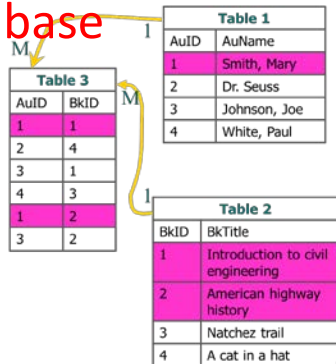 base
Table 1
AuID AuName
1 Smith, Mary
2 Dr. Seuss
3 Johnson, Joe
4 White, Paul
1
M
Table 3
AuID BkID
1 1
2 4
3 1
4 3
1 2
3 2
M
1
Table 2
BkID BkTitle
1 Introduction to civil
engineering
2 American highway
history
3 Natchez trail
4 A cat in a hat